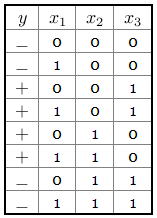 y x₁ x₂ x₃
− 0 0 0
− 1 0 0
+ 0 0 1
+ 1 0 1
+ 0 1 0
+ 1 1 0
− 0 1 1
− 1 1 1